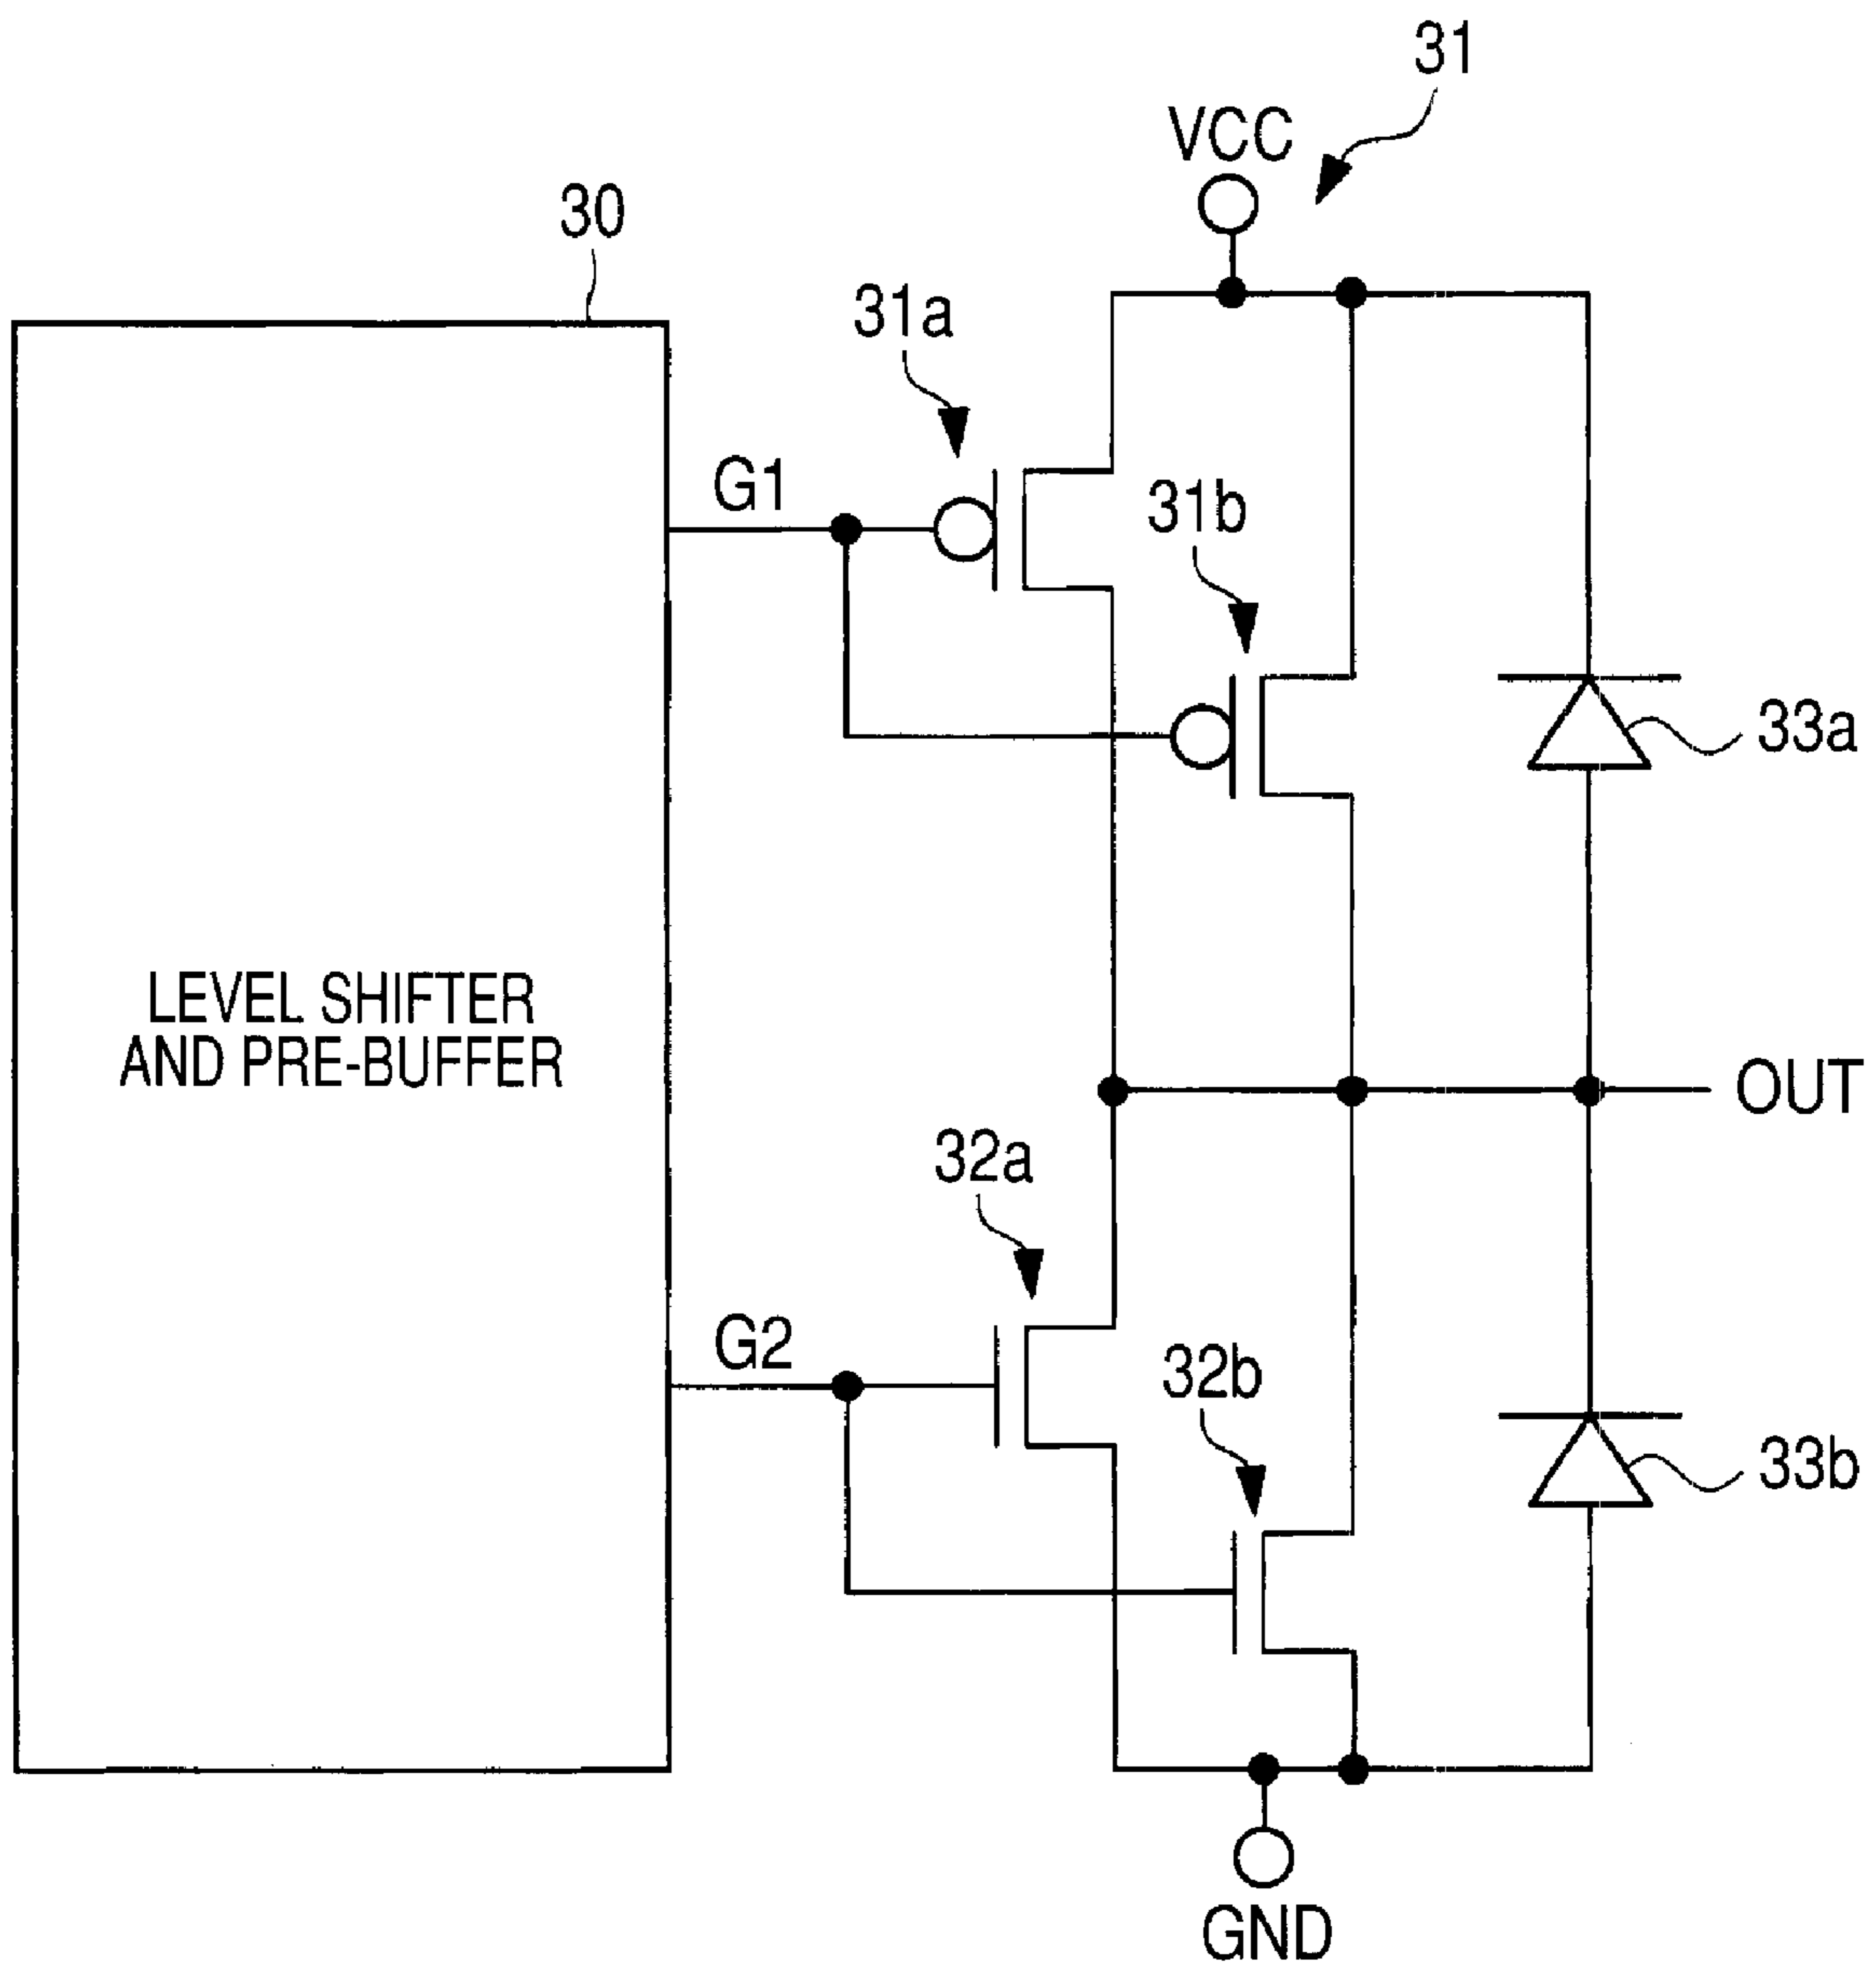 31
VCC
30
31a
G1
31b
33a
LEVEL SHIFTER
AND PRE-BUFFER
OUT
32a
G2
32b
33b
GND